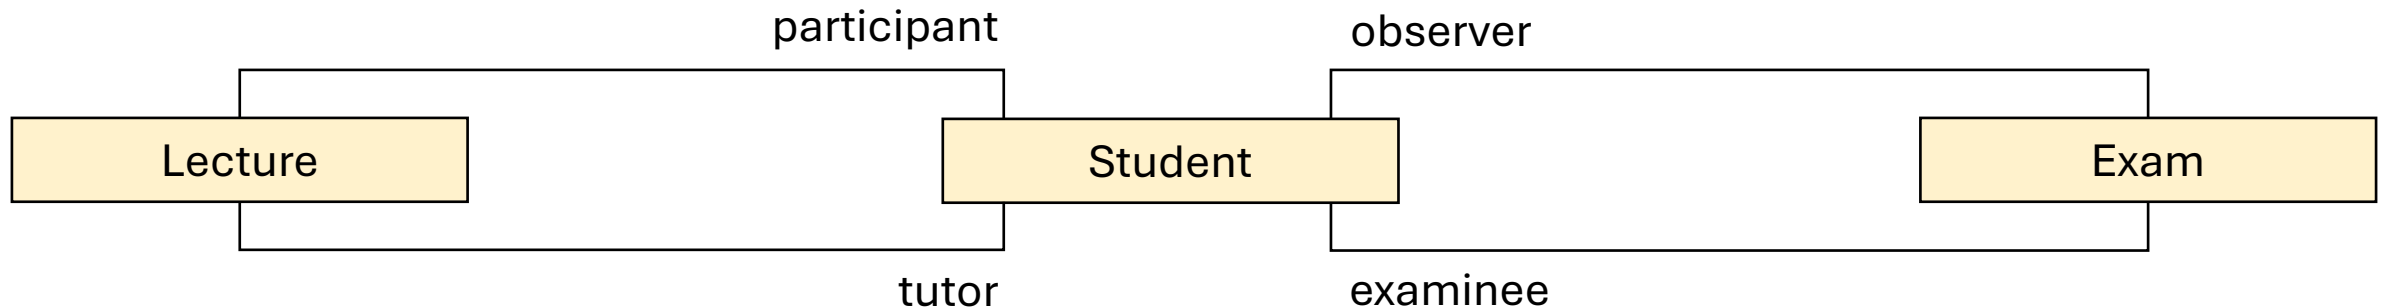 participant
observer
Lecture
Student
Exam
tutor
examinee